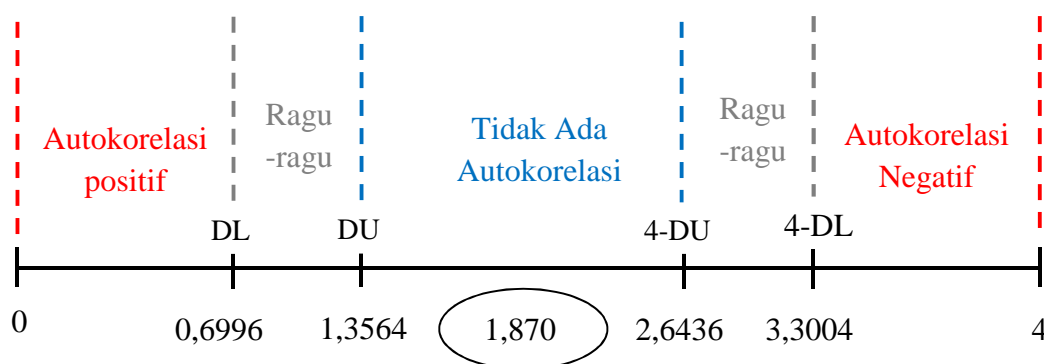 Autokorelasi
positif
Ragu
-ragu
Tidak Ada
Autokorelasi
Ragu
-ragu
Autokorelasi
Negatif
DL
DU
4-DU
4-DL
0
0,6996
1,3564
1,870
2,6436
3,3004
4